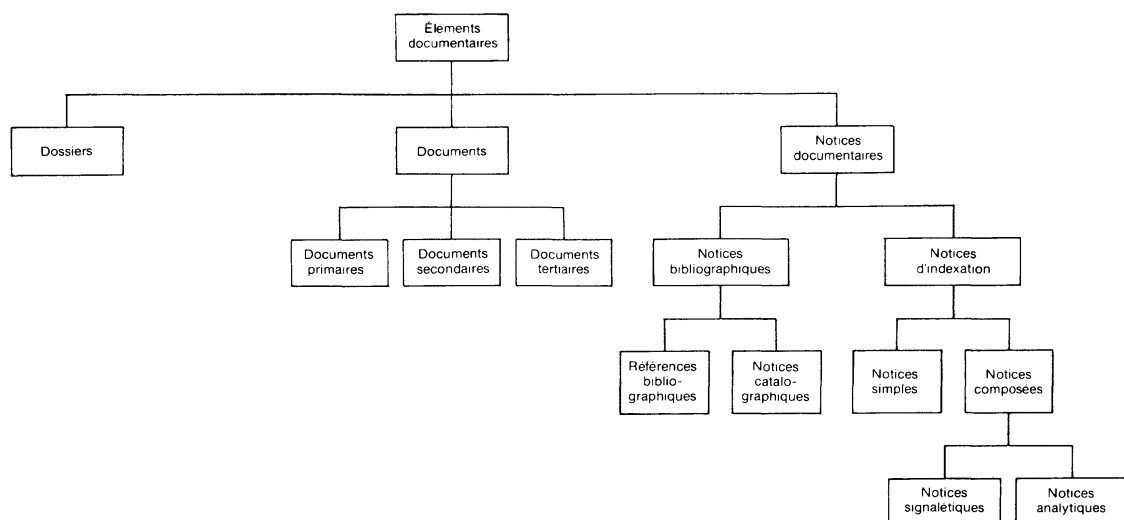 Éléments
documentaires
Dossiers
Documents
Notices
documentaires
Documents
primaires
Documents
secondaires
Documents
tertiaires
Notices
bibliographiques
Notices
d'indexation
Références
biblio-
graphiques
Notices
catalo-
graphiques
Notices
simples
Notices
composées
Notices
signalétiques
Notices
analytiques